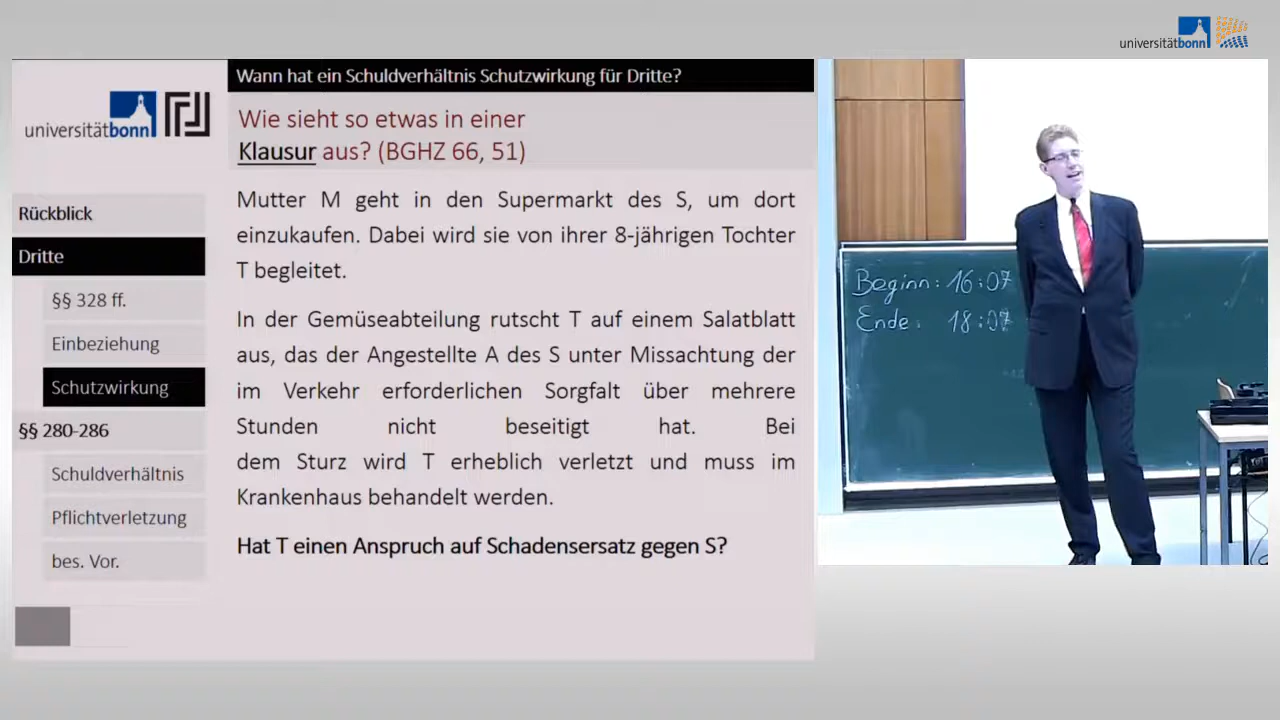 universitätbonn
Wann hat ein Schuldverhältnis Schutzwirkung für Dritte?
universitätbonn
Wie sieht so etwas in einer
Klausur aus? (BGHZ 66, 51)
Mutter M geht in den Supermarkt des S, um dort
einzukaufen. Dabei wird sie von ihrer 8-jährigen Tochter
T begleitet.
In der Gemüseabteilung rutscht T auf einem Salatblatt
aus, das der Angestellte A des S unter Missachtung der
im Verkehr erforderlichen Sorgfalt über mehrere
Stunden nicht beseitigt hat. Bei
dem Sturz wird T erheblich verletzt und muss im
Krankenhaus behandelt werden.
Hat T einen Anspruch auf Schadensersatz gegen S?
Rückblick
Dritte
§§ 328 ff.
Einbeziehung
Schutzwirkung
§§ 280-286
Schuldverhältnis
Pflichtverletzung
bes. Vor.
Beginn: 16:07
Ende: 18:07